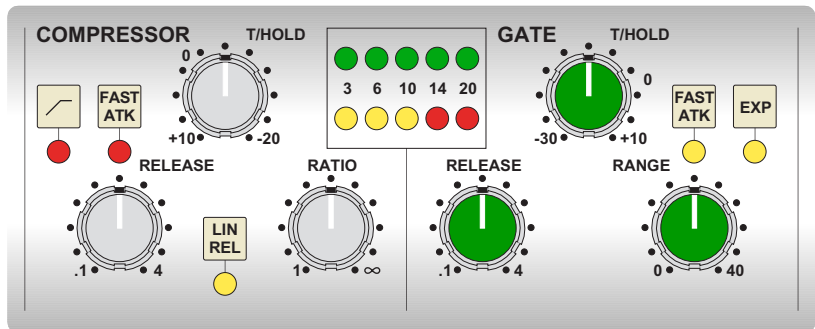 COMPRESSOR
T/HOLD
0
+10
-20
FAST
ATK
RELEASE
.1
4
LIN
REL
RATIO
1
∞
3 6 10 14 20
GATE
T/HOLD
0
-30
+10
FAST
ATK
EXP
RELEASE
.1
4
RANGE
0
40